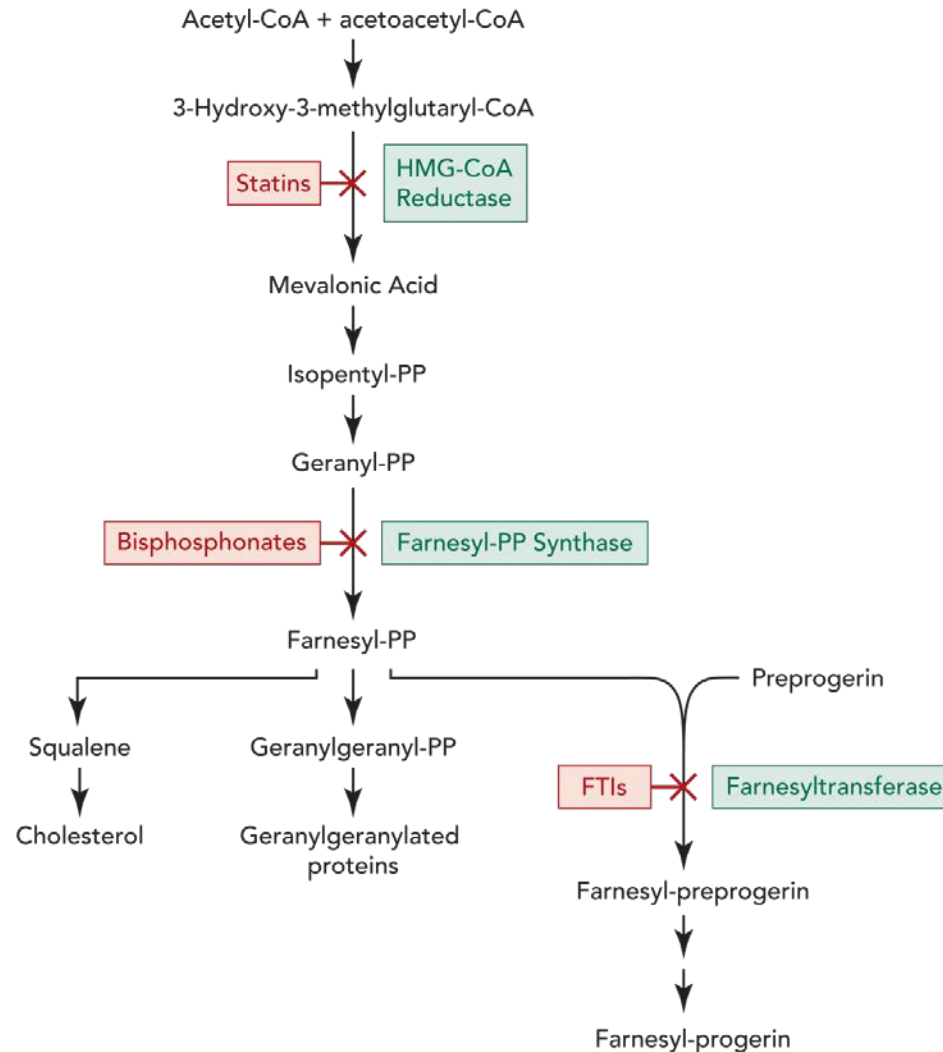 Acetyl-CoA + acetoacetyl-CoA
3-Hydroxy-3-methylglutaryl-CoA
Statins
HMG-CoA
Reductase
Mevalonic Acid
Isopentyl-PP
Geranyl-PP
Bisphosphonates
Farnesyl-PP Synthase
Farnesyl-PP
Preprogerin
Squalene
Geranylgeranyl-PP
FTIs
Farnesyltransferase
Cholesterol
Geranylgeranylated
proteins
Farnesyl-preprogerin
Farnesyl-progerin